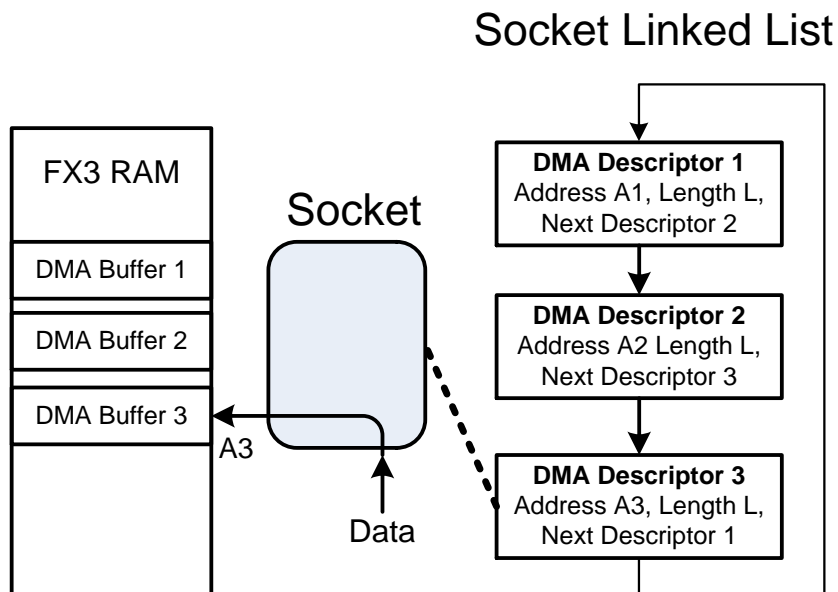 Socket Linked List
FX3 RAM
DMA Buffer 1
DMA Buffer 2
DMA Buffer 3
A3
Socket
Data
DMA Descriptor 1
Address A1, Length L,
Next Descriptor 2
DMA Descriptor 2
Address A2 Length L,
Next Descriptor 3
DMA Descriptor 3
Address A3, Length L,
Next Descriptor 1